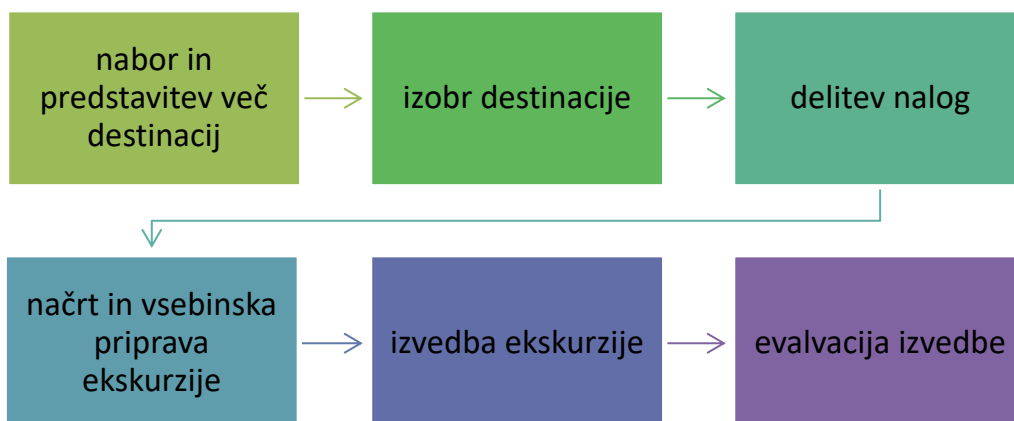 nabor in
predstavitev več
destinacij
izobr destinacije
delitev nalog
načrt in vsebinska
priprava
ekskurzije
izvedba ekskurzije
evalvacija izvedbe